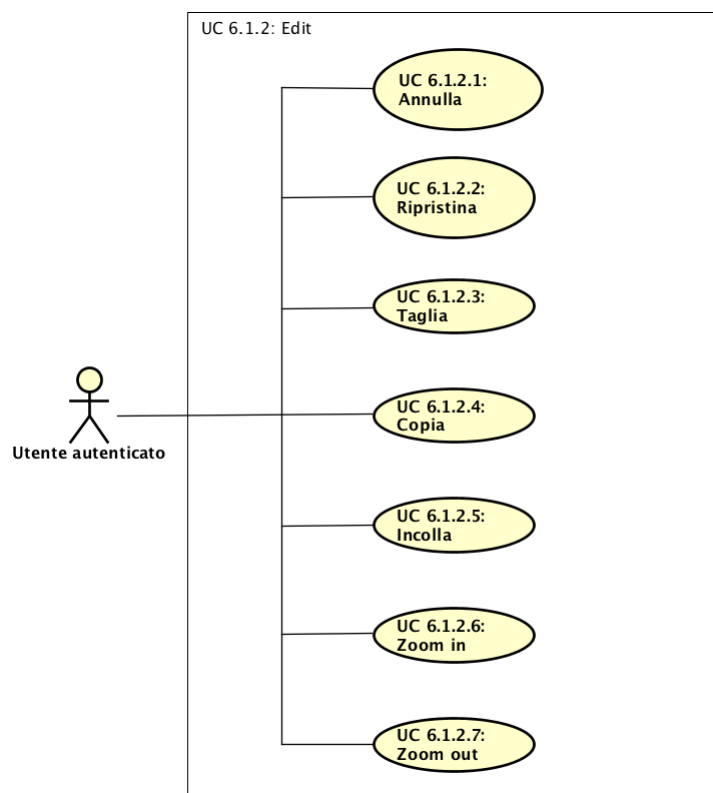 UC 6.1.2: Edit
UC 6.1.2.1:
Annulla
UC 6.1.2.2:
Ripristina
UC 6.1.2.3:
Taglia
UC 6.1.2.4:
Copia
Utente autenticato
UC 6.1.2.5:
Incolla
UC 6.1.2.6:
Zoom in
UC 6.1.2.7:
Zoom out